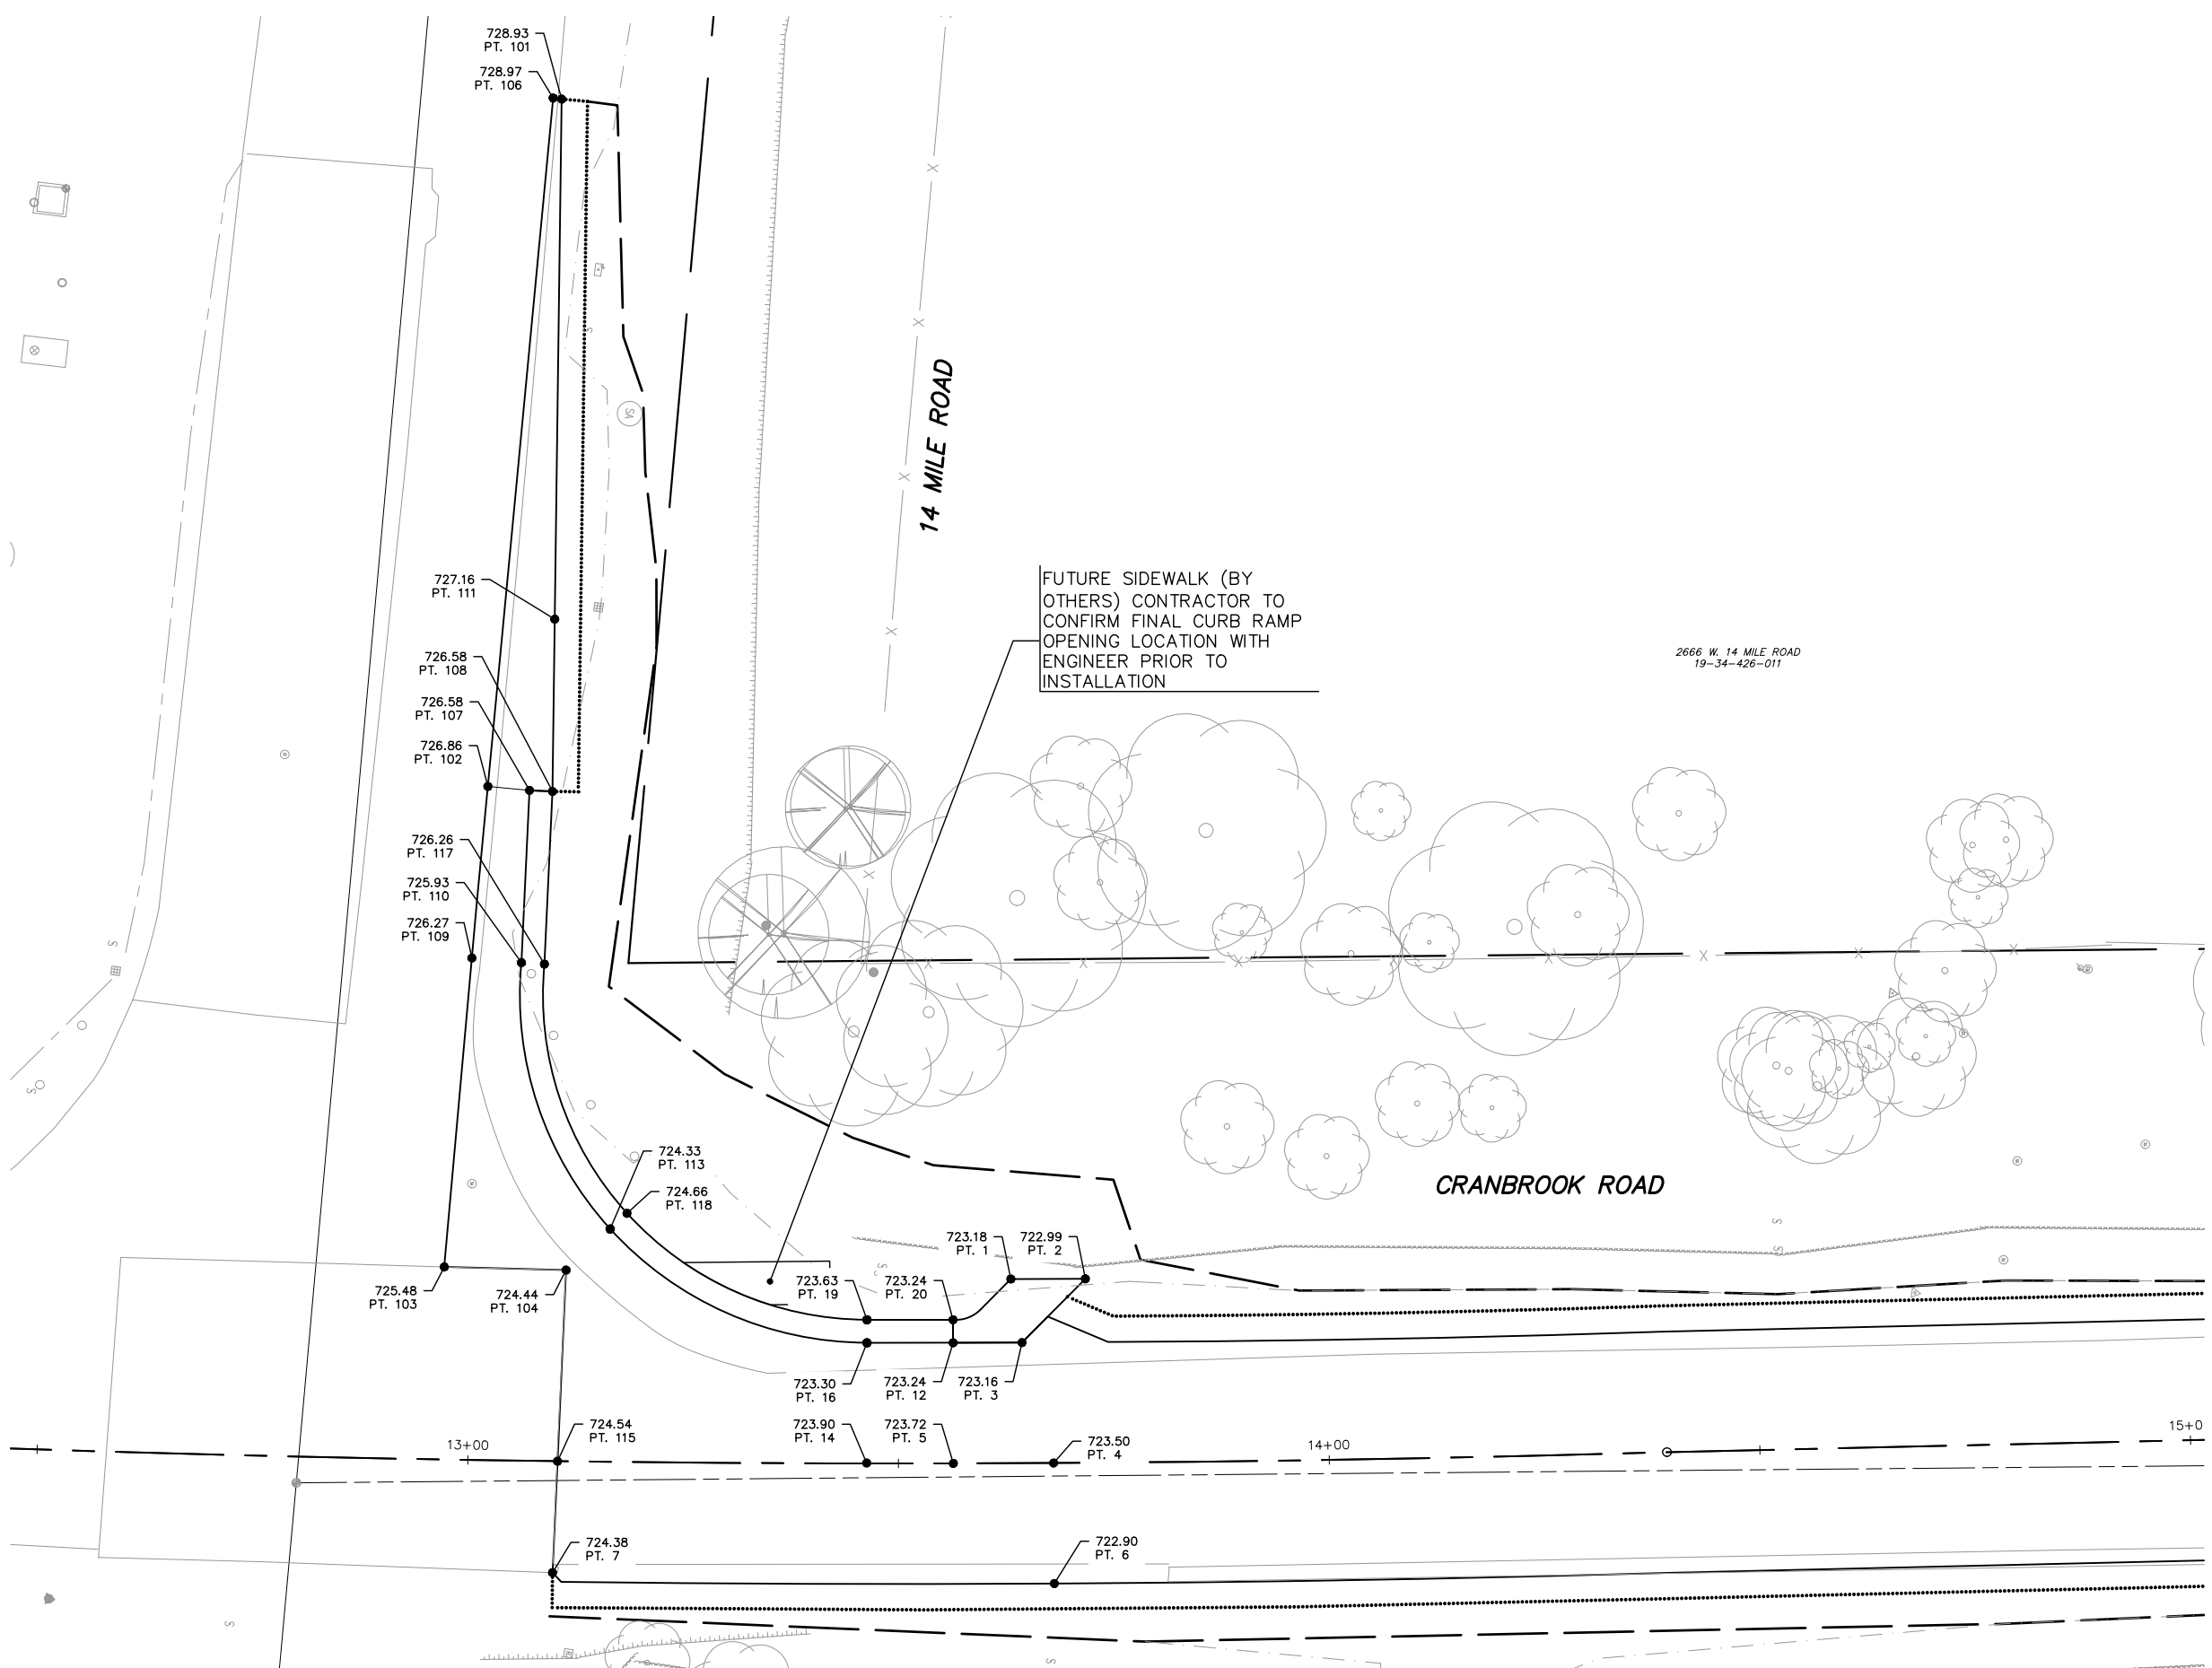 728.93
PT. 101
728.97
PT. 106
14 MILE ROAD
SA
S
727.16
PT. 111
FUTURE SIDEWALK (BY
OTHERS) CONTRACTOR TO
CONFIRM FINAL CURB RAMP
OPENING LOCATION WITH
ENGINEER PRIOR TO
INSTALLATION
726.58
PT. 108
2666 W. 14 MILE ROAD
19-34-426-011
726.58
PT. 107
726.86
PT. 102
726.26
PT. 117
725.93
PT. 110
726.27
PT. 109
S
S
724.33
PT. 113
724.66
PT. 118
CRANBROOK ROAD
S
S
723.18
PT. 1
722.99
PT. 2
S
725.48
PT. 103
724.44
PT. 104
723.63
PT. 19
723.24
PT. 20
723.30
PT. 16
723.24
PT. 12
723.16
PT. 3
724.54
PT. 115
723.90
PT. 14
723.72
PT. 5
723.50
PT. 4
13+00
14+00
15+0
724.38
PT. 7
722.90
PT. 6
S
S